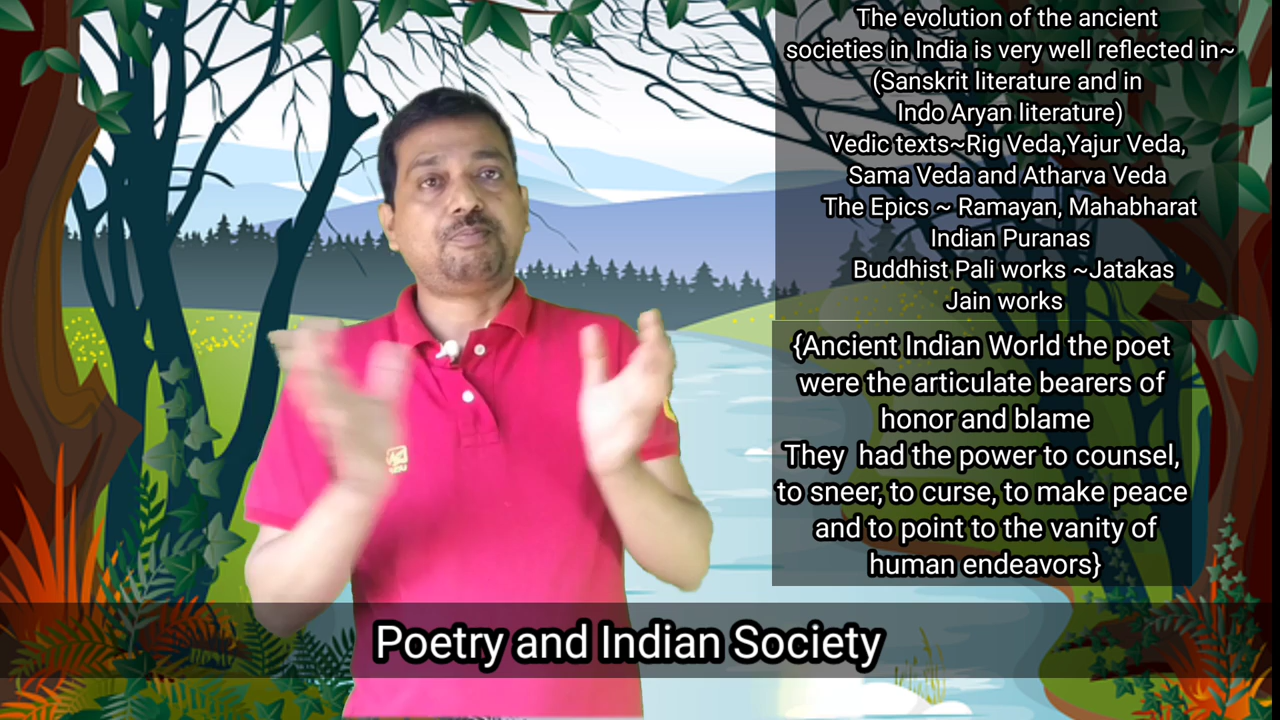 The evolution of the ancient
societies in India is very well reflected in~
(Sanskrit literature and in
Indo Aryan literature)
Vedic texts~Rig Veda,Yajur Veda,
Sama Veda and Atharva Veda
The Epics ~ Ramayan, Mahabharat
Indian Puranas
Buddhist Pali works ~Jatakas
Jain works
{Ancient Indian World the poet
were the articulate bearers of
honor and blame
They had the power to counsel,
to sneer, to curse, to make peace
and to point to the vanity of
human endeavors}
Poetry and Indian Society